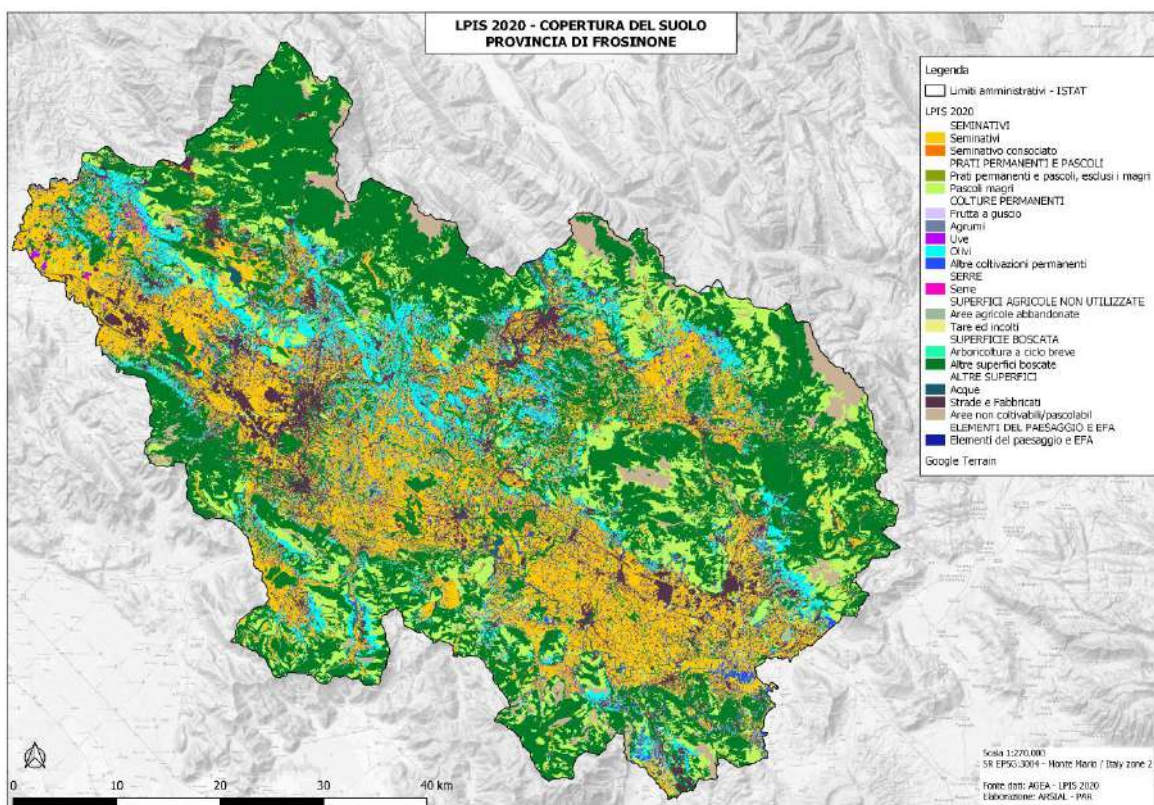 LPIS 2020 - COPERTURA DEL SUOLO
PROVINCIA DI FROSINONE
Legenda
Limiti amministrativi - ISTAT
LPIS 2020
SEMINATIVI
Seminativi
Seminativo consociato
PRATI PERMANENTI E PASCOLI
Prati permanenti e pascoli, esclusi i magri
Pascoli magri
COLTURE PERMANENTI
Frutta a guscio
Agrumi
Uve
Olivi
Altre coltivazioni permanenti
SERRE
Serre
SUPERFICI AGRICOLE NON UTILIZZATE
Aree agricole abbandonate
Tare ed incolti
SUPERFICIE BOSCATA
Arboricoltura a ciclo breve
Altre superfici boscate
ALTRE SUPERFICI
Acque
Strade e Fabbricati
Aree non coltivabili/pascolabil
ELEMENTI DEL PAESAGGIO E EFA
Elementi del paesaggio e EFA
Google Terrain
0 10 20 30 40 km
Scala 1:270.000
SR EPSG:3004 - Monte Mario / Italy zone 2
Fonte dati: AGEA - LPIS 2020
Elaborazione: ARSIAL - PAR